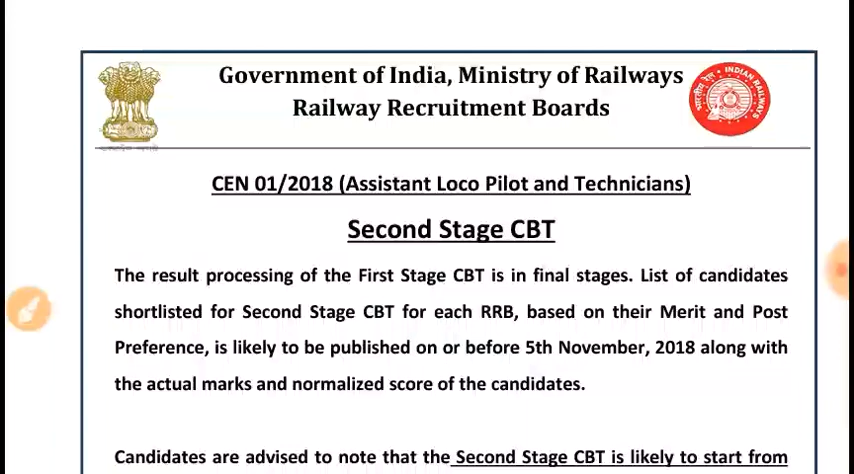 Government of India, Ministry of Railways
Railway Recruitment Boards
INDIAN RAILWAYS
भारतीय रेल
CEN 01/2018 (Assistant Loco Pilot and Technicians)
Second Stage CBT
The result processing of the First Stage CBT is in final stages. List of candidates
shortlisted for Second Stage CBT for each RRB, based on their Merit and Post
Preference, is likely to be published on or before 5th November, 2018 along with
the actual marks and normalized score of the candidates.
Candidates are advised to note that the Second Stage CBT is likely to start from